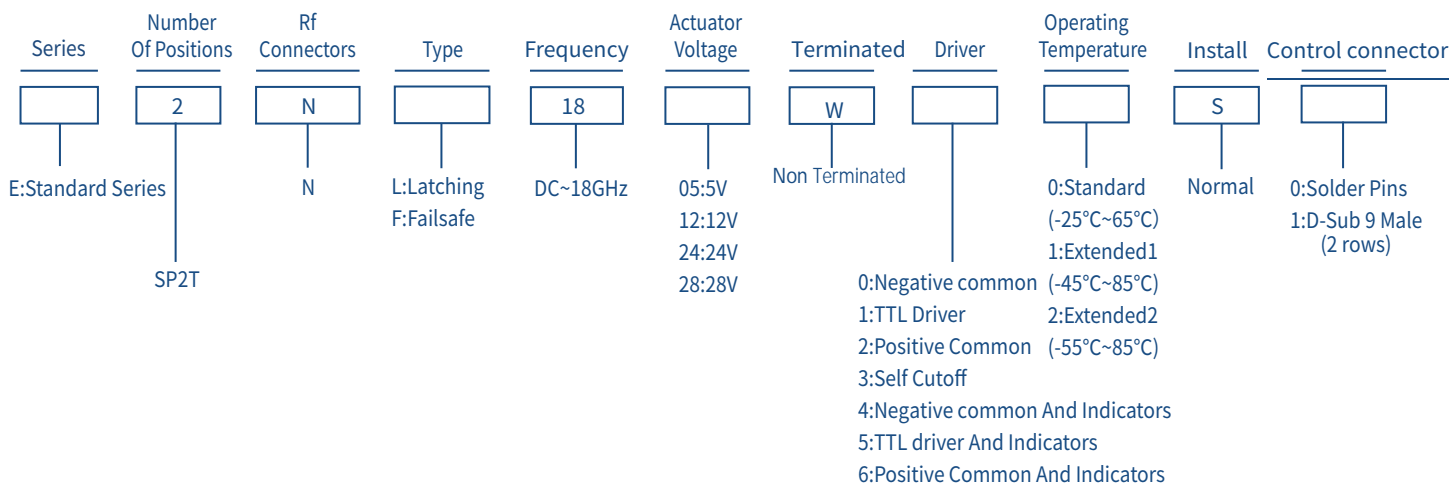 Series
Number
Of Positions
Rf
Connectors
Type
Frequency
Actuator
Voltage
Terminated
Driver
Operating
Temperature
Install
Control connector
2
N
18
W
S
E:Standard Series
SP2T
N
L:Latching
F:Failsafe
DC~18GHz
05:5V
12:12V
24:24V
28:28V
Non Terminated
0:Negative common
1:TTL Driver
2:Positive Common
3:Self Cutoff
4:Negative common And Indicators
5:TTL driver And Indicators
6:Positive Common And Indicators
0:Standard
(-25°C~65°C)
1:Extended1
(-45°C~85°C)
2:Extended2
(-55°C~85°C)
Normal
0:Solder Pins
1:D-Sub 9 Male
(2 rows)